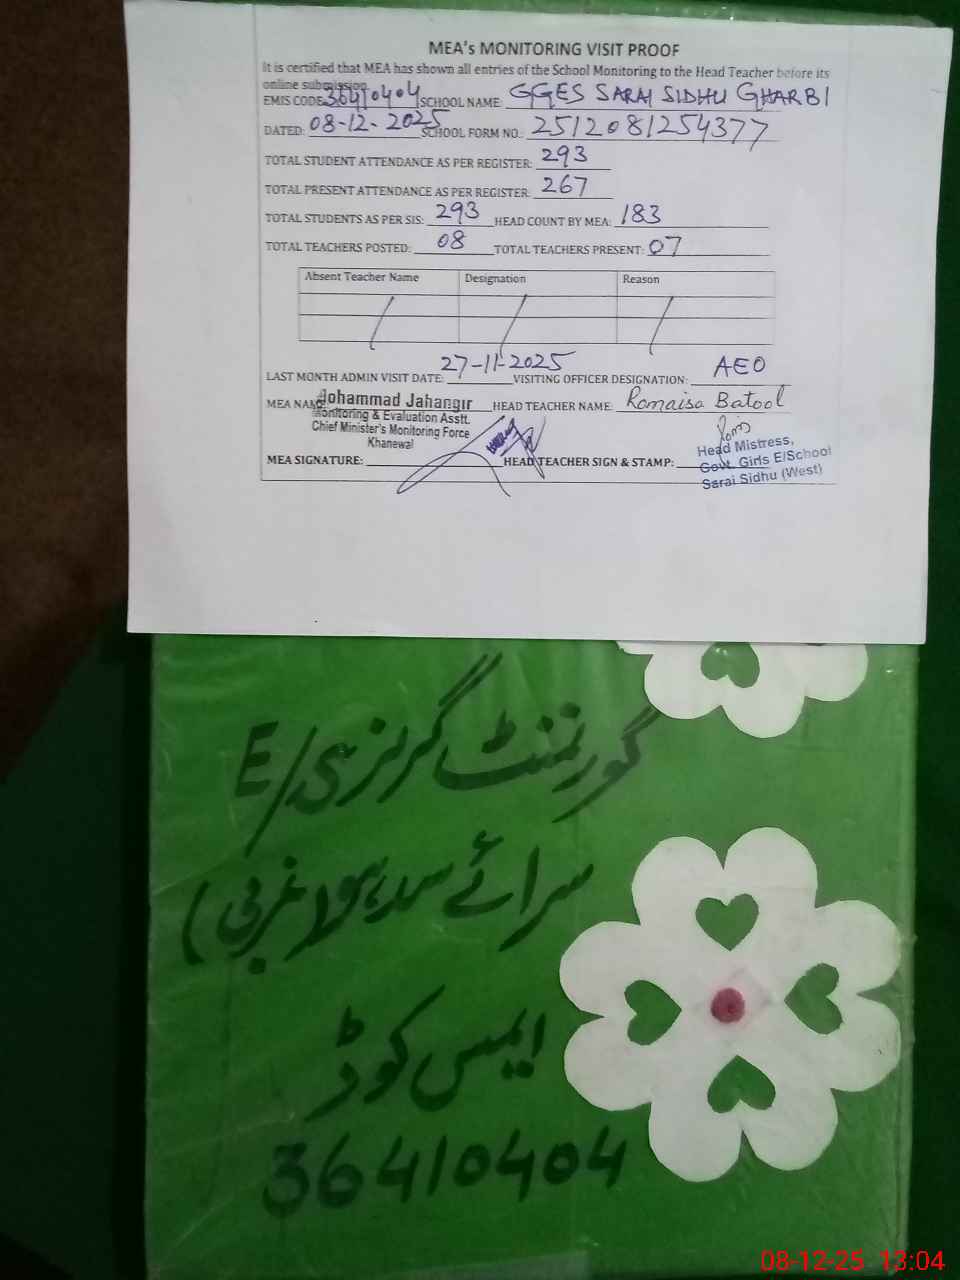 MEA's MONITORING VISIT PROOF
It is certified that MEA has shown all entries of the School Monitoring to the Head Teacher before its
online submission.
EMIS CODE: 36410404 SCHOOL NAME: GGES SARAI SIDHU GHARBI
DATED: 08-12-2025 SCHOOL FORM NO.: 2512081254377
TOTAL STUDENT ATTENDANCE AS PER REGISTER: 293
TOTAL PRESENT ATTENDANCE AS PER REGISTER: 267
TOTAL STUDENTS AS PER SIS: 293 HEAD COUNT BY MEA: 183
TOTAL TEACHERS POSTED: 08 TOTAL TEACHERS PRESENT: 07
Absent Teacher Name Designation Reason
LAST MONTH ADMIN VISIT DATE: 27-11-2025 VISITING OFFICER DESIGNATION: AEO
MEA NAME: Mohammad Jahangir HEAD TEACHER NAME: Romaisa Batool
Monitoring & Evaluation Asstt.
Chief Minister's Monitoring Force
Khanewal
MEA SIGNATURE: HEAD TEACHER SIGN & STAMP:
Head Mistress,
Govt. Girls E/School
Sarai Sidhu (West)
گورنمنٹ گرلز ی/E
سرائے سدہو (غربی)
ایمس کوڈ
36410404
08-12-25 13:04